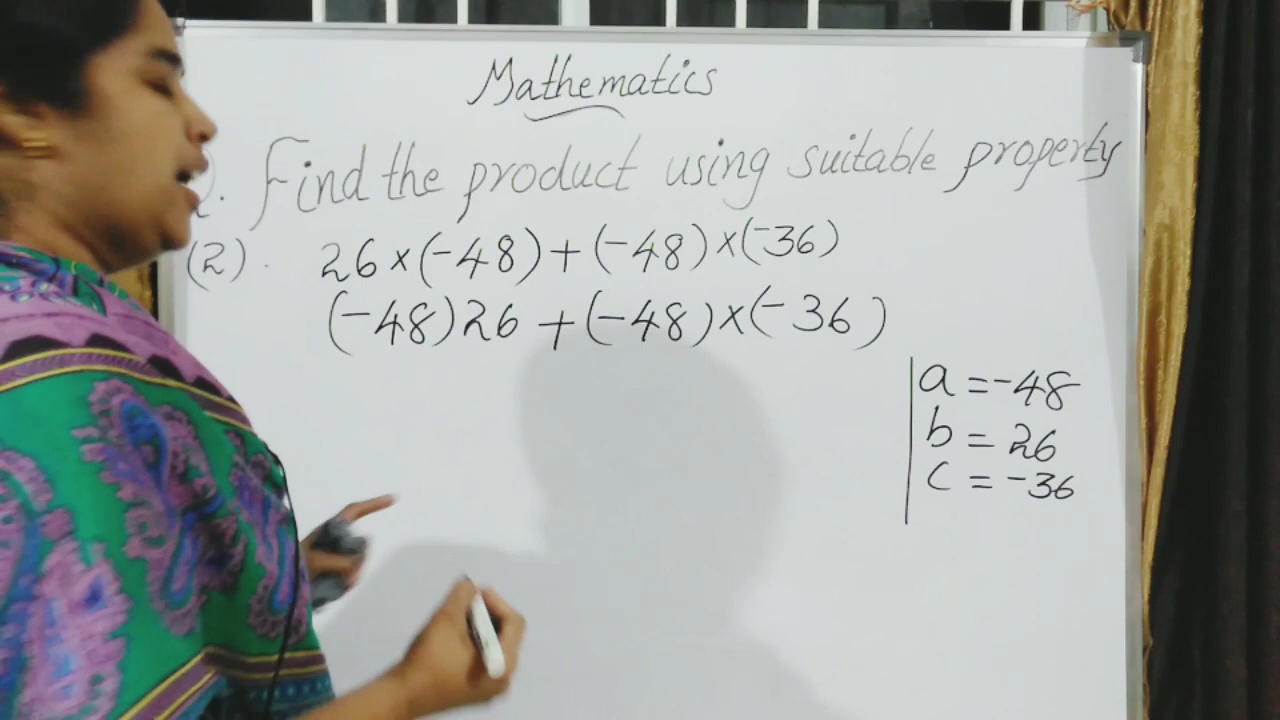 Mathematics
. Find the product using suitable property
(2). 26×(-48)+(-48)×(-36)
(-48)26 +(-48)×(-36)
a =-48
b = 26
c = -36